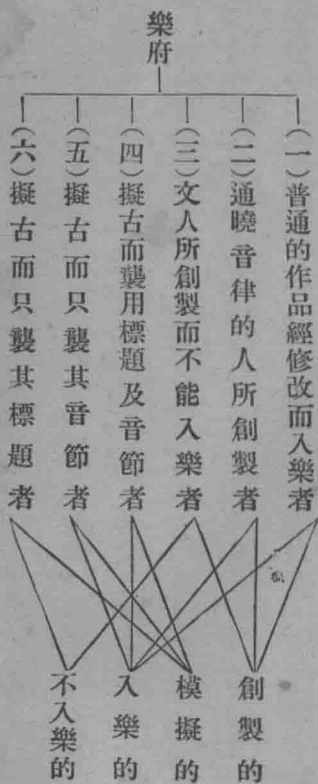 樂府
(一)普通的作品經修改而入樂者
(二)通曉音律的人所創製者
(三)文人所創製而不能入樂者
(四)擬古而襲用標題及音節者
(五)擬古而只襲其音節者
(六)擬古而只襲其標題者
創製的
模擬的
入樂的
不入樂的